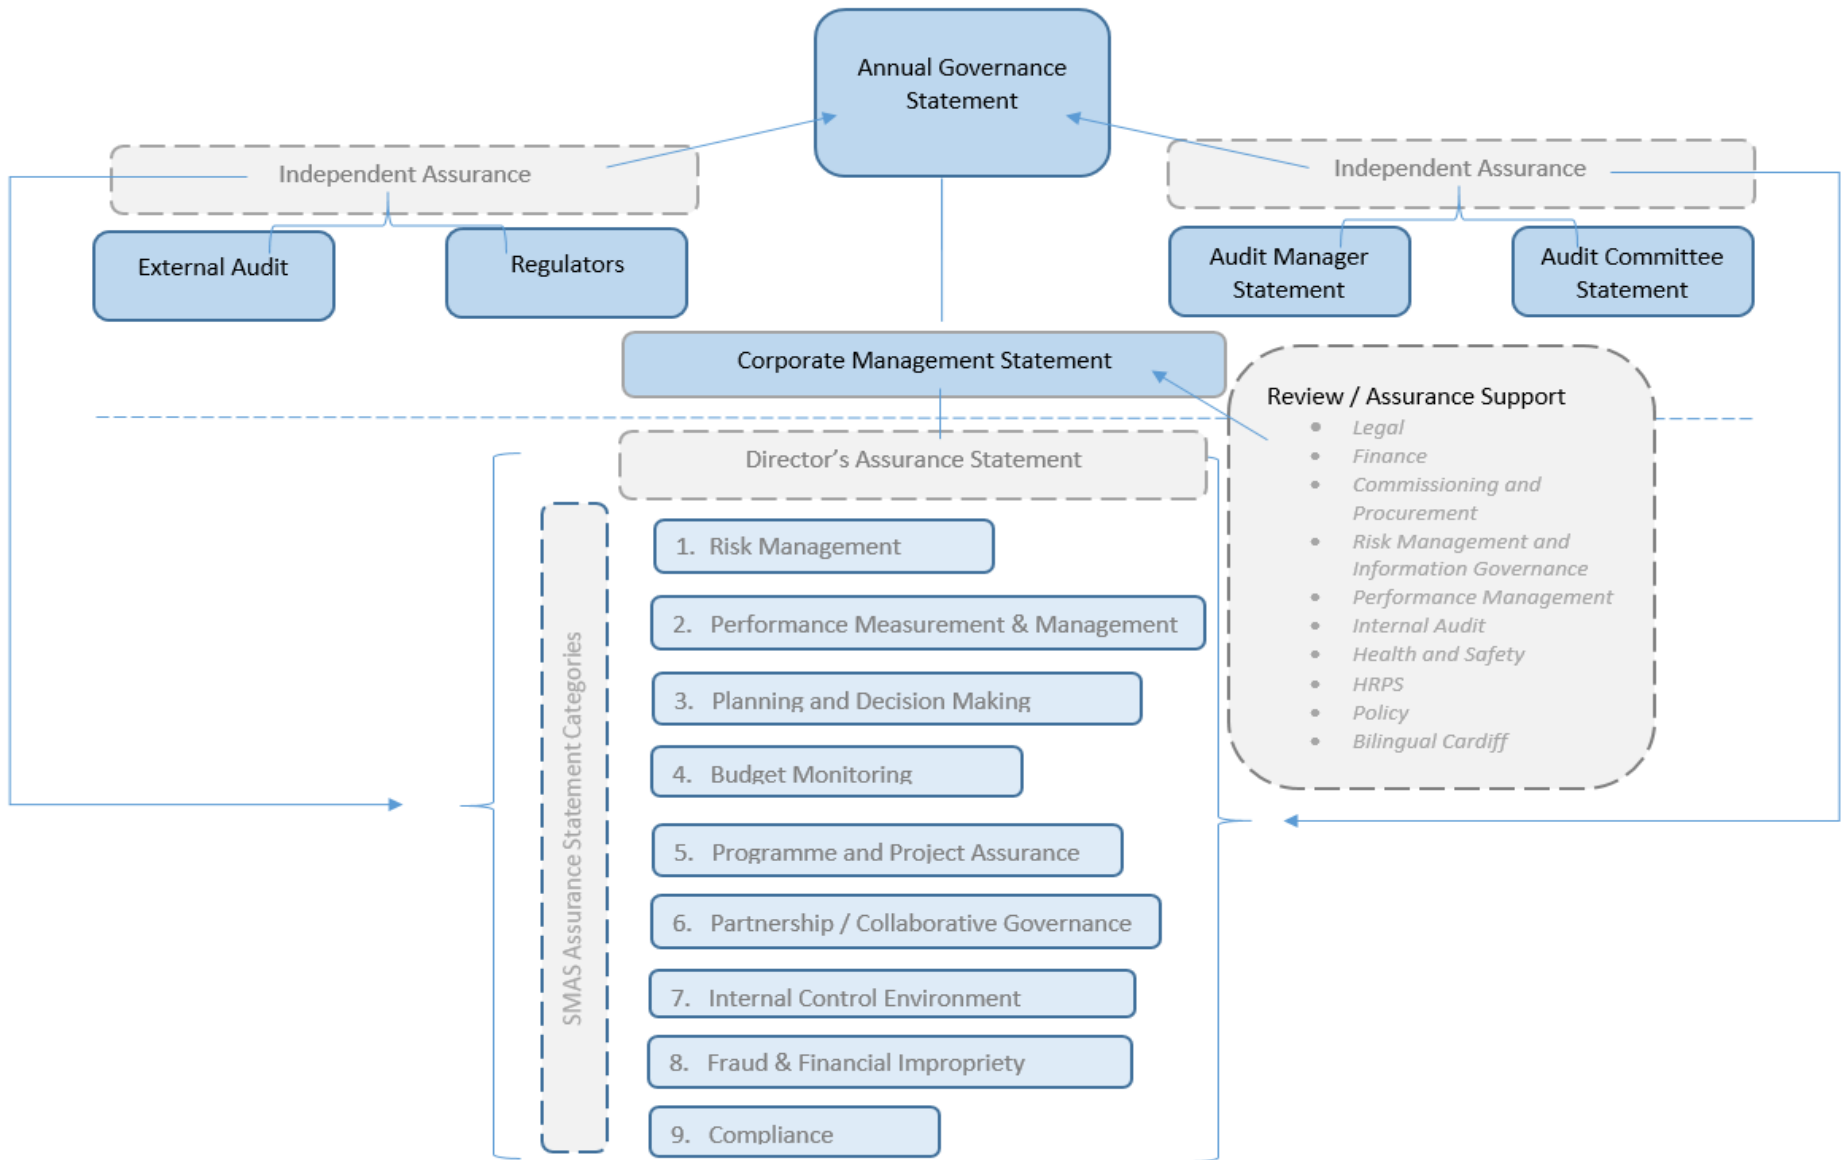 Annual Governance
Statement
Independent Assurance
Independent Assurance
External Audit
Regulators
Audit Manager
Statement
Audit Committee
Statement
Corporate Management Statement
Review / Assurance Support
• Legal
• Finance
• Commissioning and
Procurement
• Risk Management and
Information Governance
• Performance Management
• Internal Audit
• Health and Safety
• HRPS
• Policy
• Bilingual Cardiff
Director’s Assurance Statement
SMAS Assurance Statement Categories
1. Risk Management
2. Performance Measurement & Management
3. Planning and Decision Making
4. Budget Monitoring
5. Programme and Project Assurance
6. Partnership / Collaborative Governance
7. Internal Control Environment
8. Fraud & Financial Impropriety
9. Compliance